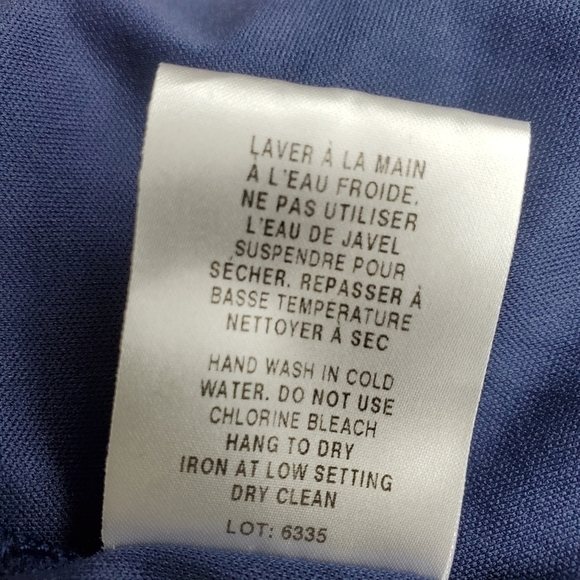 LAVER À LA MAIN
À L'EAU FROIDE.
NE PAS UTILISER
L'EAU DE JAVEL
SUSPENDRE POUR
SÉCHER. REPASSER À
BASSE TEMPÉRATURE
NETTOYER À SEC
HAND WASH IN COLD
WATER. DO NOT USE
CHLORINE BLEACH
HANG TO DRY
IRON AT LOW SETTING
DRY CLEAN
LOT: 6335